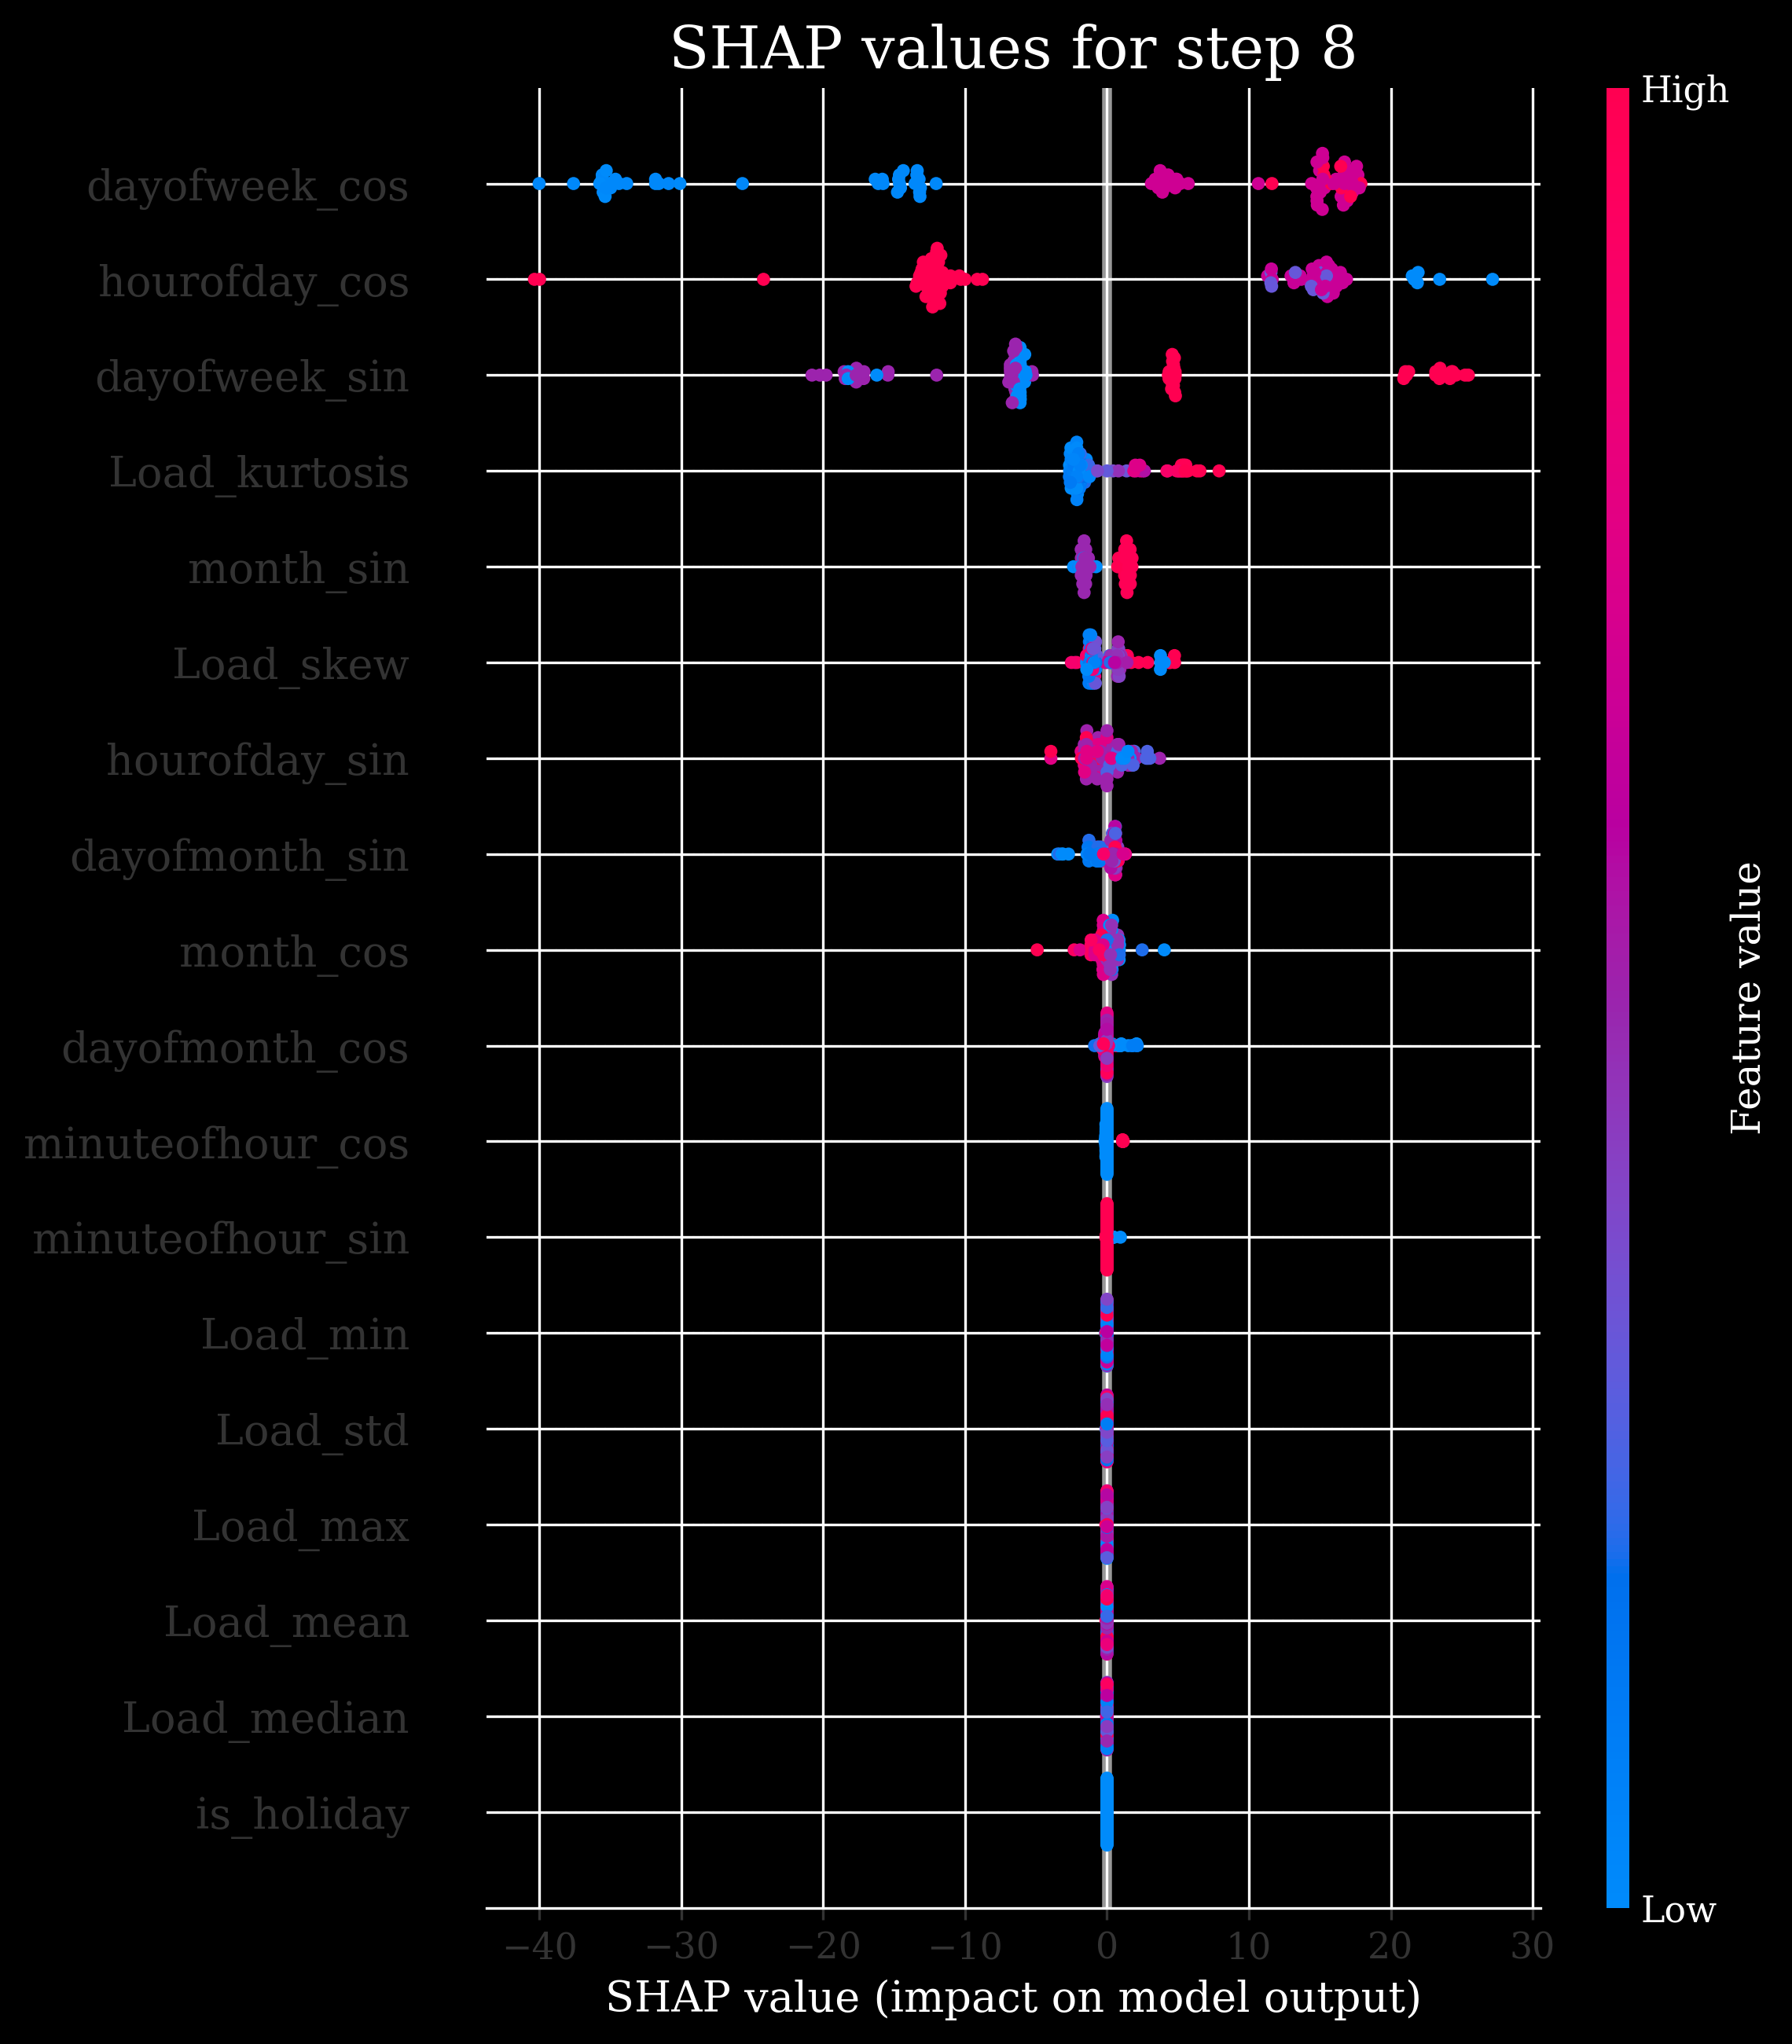 SHAP values for step 8
High
dayofweek_cos
hourofday_cos
dayofweek_sin
Load_kurtosis
month_sin
Load_skew
hourofday_sin
dayofmonth_sin
month_cos
dayofmonth_cos
minuteofhour_cos
minuteofhour_sin
Load_min
Load_std
Load_max
Load_mean
Load_median
is_holiday
Feature value
Low
−40 −30 −20 −10 0 10 20 30
SHAP value (impact on model output)